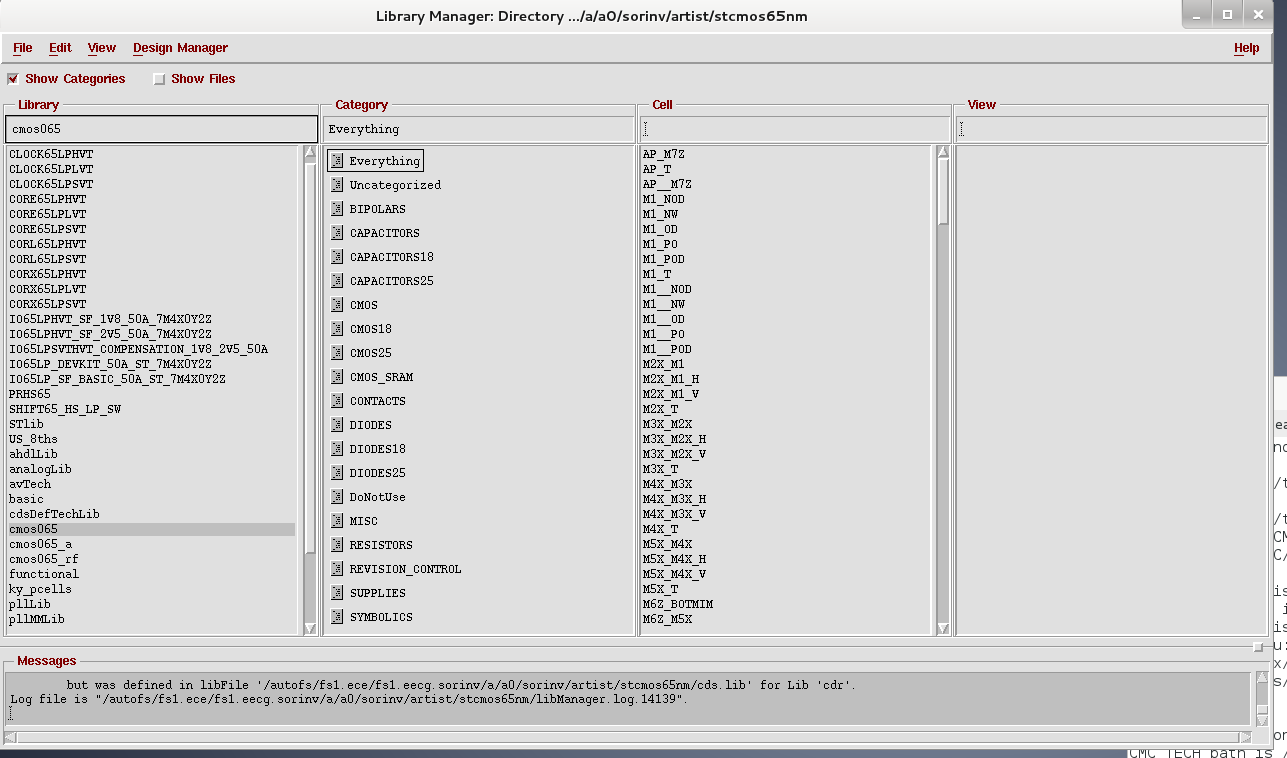 Library Manager: Directory .../a/a0/sorinv/artist/stcmos65nm
File Edit View Design Manager Help
Show Categories Show Files
Library
cmos065
CLOCK65LPHVT
CLOCK65LPLVT
CLOCK65LPSVT
CORE65LPHVT
CORE65LPLVT
CORE65LPSVT
CORL65LPHVT
CORL65LPSVT
CORX65LPHVT
CORX65LPLVT
CORX65LPSVT
IO65LPHVT_SF_1V8_50A_7M4X0Y2Z
IO65LPHVT_SF_2V5_50A_7M4X0Y2Z
IO65LPSVTHVT_COMPENSATION_1V8_2V5_50A
IO65LP_DEVKIT_50A_ST_7M4X0Y2Z
IO65LP_SF_BASIC_50A_ST_7M4X0Y2Z
PRHS65
SHIFT65_HS_LP_SW
STlib
US_8ths
ahdlLib
analogLib
avTech
basic
cdsDefTechLib
cmos065
cmos065_a
cmos065_rf
functional
ky_pcells
pllLib
pllMMLib
Category
Everything
Everything
Uncategorized
BIPOLARS
CAPACITORS
CAPACITORS18
CAPACITORS25
CMOS
CMOS18
CMOS25
CMOS_SRAM
CONTACTS
DIODES
DIODES18
DIODES25
DoNotUse
MISC
RESISTORS
REVISION_CONTROL
SUPPLIES
SYMBOLICS
Cell
AP_M7Z
AP_T
AP__M7Z
M1_NOD
M1_NW
M1_OD
M1_PO
M1_POD
M1_T
M1__NOD
M1__NW
M1__OD
M1__PO
M1__POD
M2X_M1
M2X_M1_H
M2X_M1_V
M2X_T
M3X_M2X
M3X_M2X_H
M3X_M2X_V
M3X_T
M4X_M3X
M4X_M3X_H
M4X_M3X_V
M4X_T
M5X_M4X
M5X_M4X_H
M5X_M4X_V
M5X_T
M6Z_BOTMIM
M6Z_M5X
View
Messages
but was defined in libFile '/autofs/fs1.ece/fs1.eecg.sorinv/a/a0/sorinv/artist/stcmos65nm/cds.lib' for Lib 'cdr'.
Log file is "/autofs/fs1.ece/fs1.eecg.sorinv/a/a0/sorinv/artist/stcmos65nm/libManager.log.14139".
CMC TECH path is /